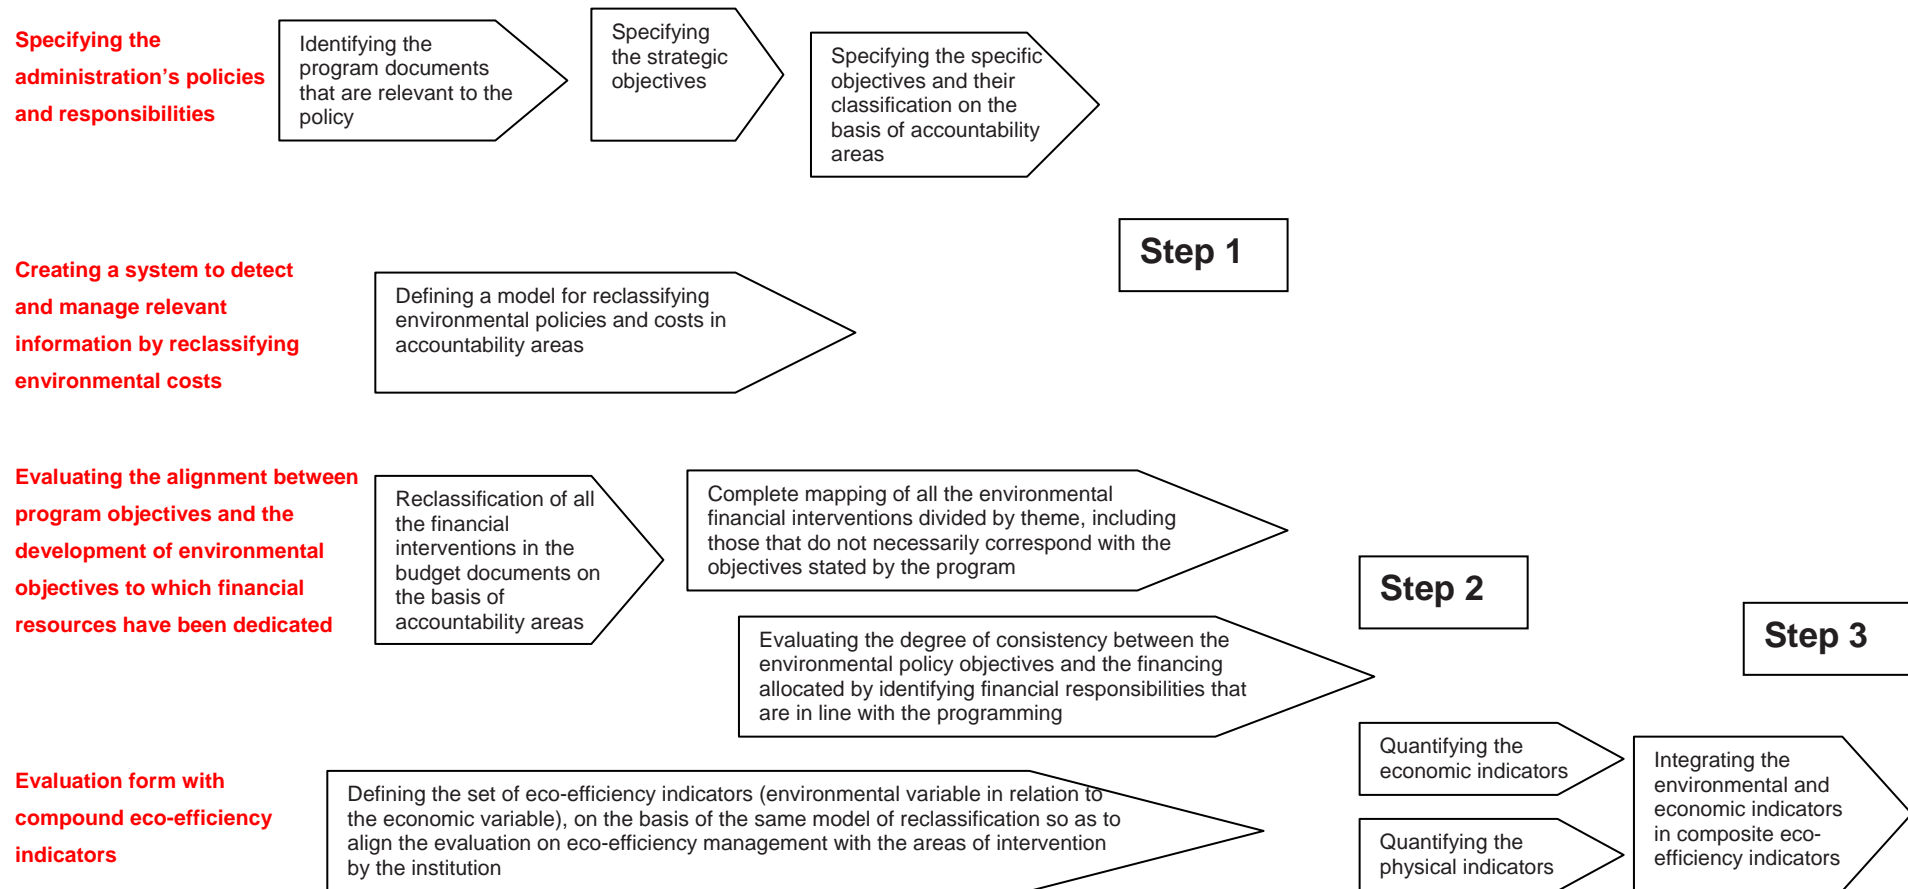 Specifying the
administration's policies
and responsibilities
Identifying the
program documents
that are relevant to the
policy
Specifying
the strategic
objectives
Specifying the specific
objectives and their
classification on the
basis of accountability
areas
Step 1
Creating a system to detect
and manage relevant
information by reclassifying
environmental costs
Defining a model for reclassifying
environmental policies and costs in
accountability areas
Evaluating the alignment between
program objectives and the
development of environmental
objectives to which financial
resources have been dedicated
Reclassification of all
the financial
interventions in the
budget documents on
the basis of
accountability areas
Complete mapping of all the environmental
financial interventions divided by theme, including
those that do not necessarily correspond with the
objectives stated by the program
Evaluating the degree of consistency between the
environmental policy objectives and the financing
allocated by identifying financial responsibilities that
are in line with the programming
Step 2
Step 3
Evaluation form with
compound eco-efficiency
indicators
Defining the set of eco-efficiency indicators (environmental variable in relation to
the economic variable), on the basis of the same model of reclassification so as to
align the evaluation on eco-efficiency management with the areas of intervention
by the institution
Quantifying the
economic indicators
Quantifying the
physical indicators
Integrating the
environmental and
economic indicators
in composite eco-
efficiency indicators